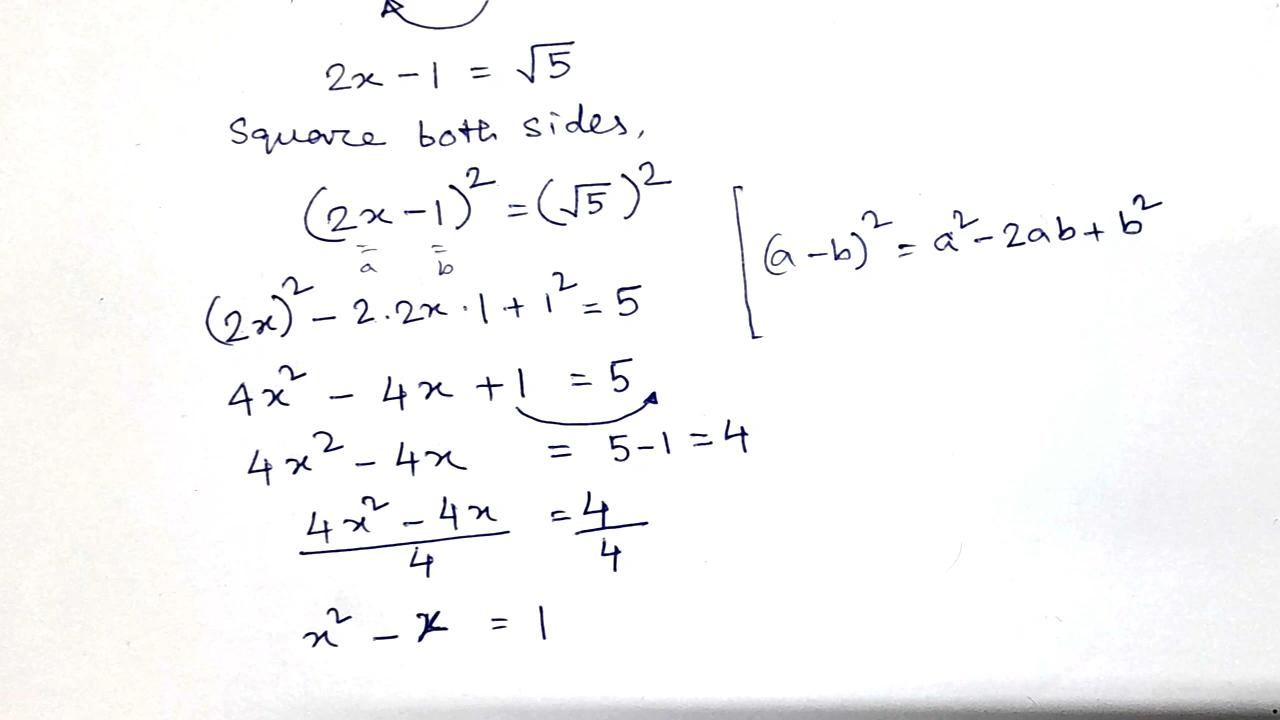 2x - 1 = √5
Square both sides,
(2x - 1)² = (√5)²
a b
[(a - b)² = a² - 2ab + b²
(2x)² - 2.2x·1 + 1² = 5
4x² - 4x + 1 = 5
4x² - 4x = 5 - 1 = 4
4x² - 4x / 4 = 4 / 4
x² - x = 1